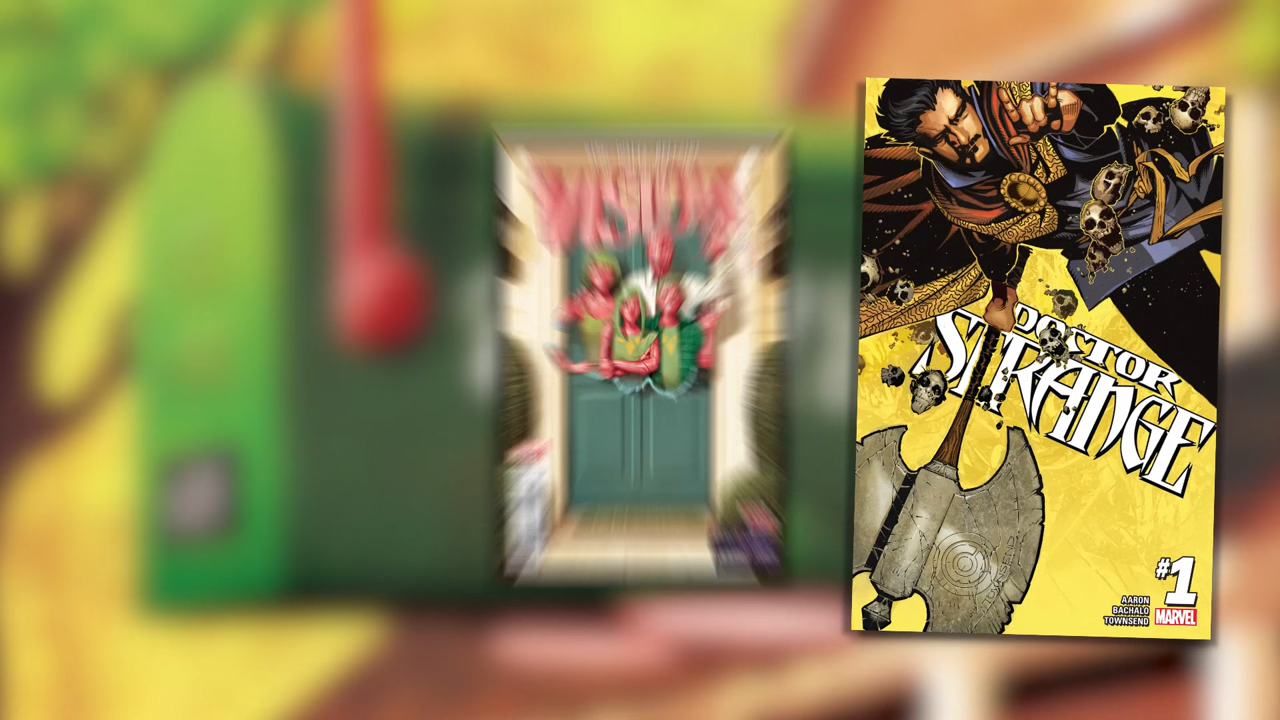 DOCTOR
STRANGE
#1
AARON
BACHALO
TOWNSEND
MARVEL